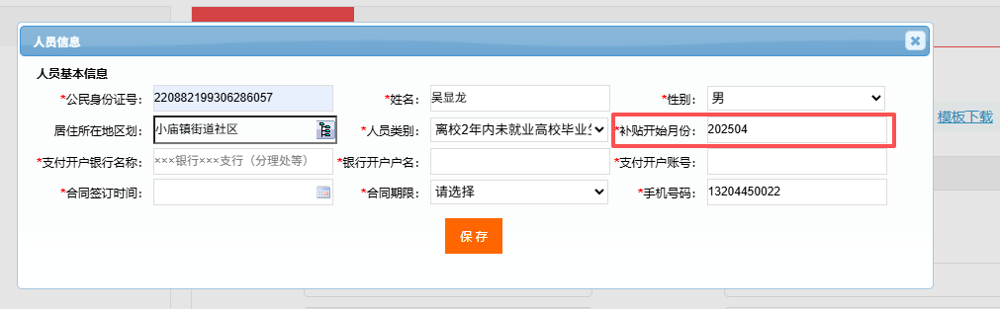 人员信息
人员基本信息
*公民身份证号： 220882199306286057 *姓名： 吴显龙 *性别： 男
居住所在地区划： 小庙镇街道社区 *人员类别： 离校2年内未就业高校毕业 *补贴开始月份： 202504
模板下载
*支付开户银行名称： ×××银行×××支行（分理处等） *银行开户户名： *支付开户账号：
*合同签订时间： *合同期限： 请选择 *手机号码： 13204450022
保存